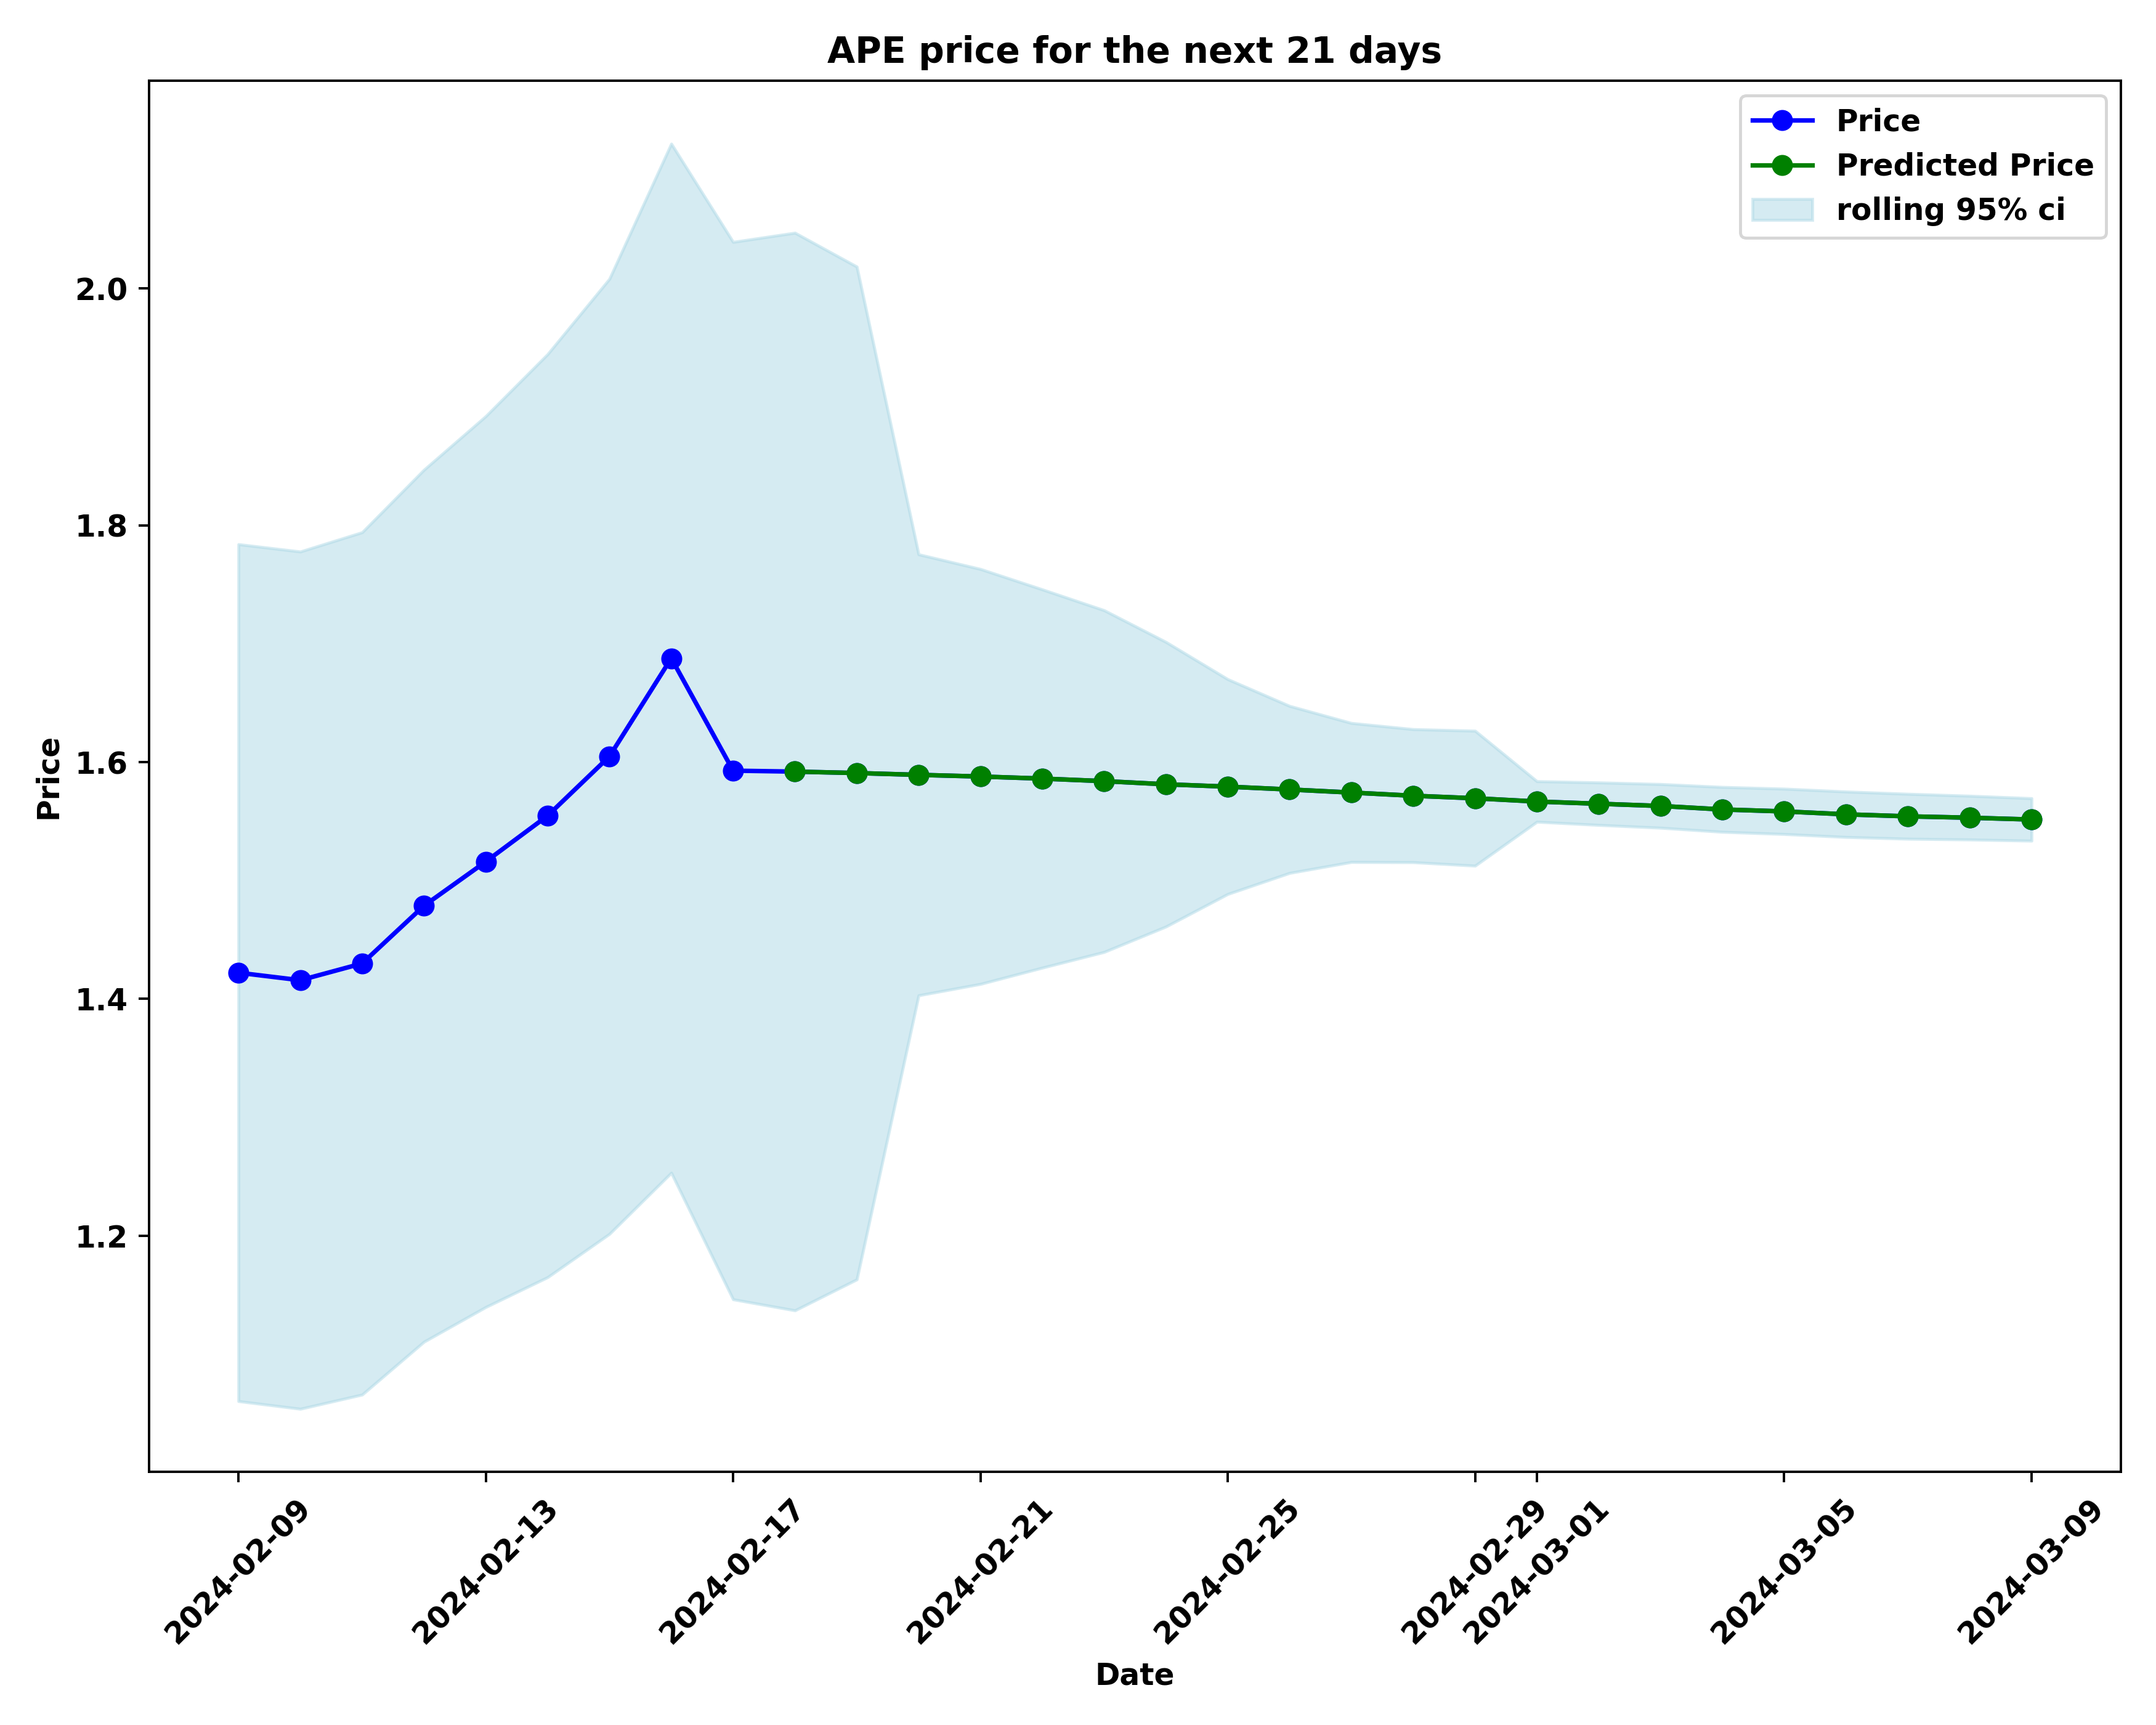 APE price for the next 21 days
Price
Predicted Price
rolling 95% ci
Price
2.0
1.8
1.6
1.4
1.2
2024-02-09
2024-02-13
2024-02-17
2024-02-21
2024-02-25
2024-02-29
2024-03-01
2024-03-05
2024-03-09
Date